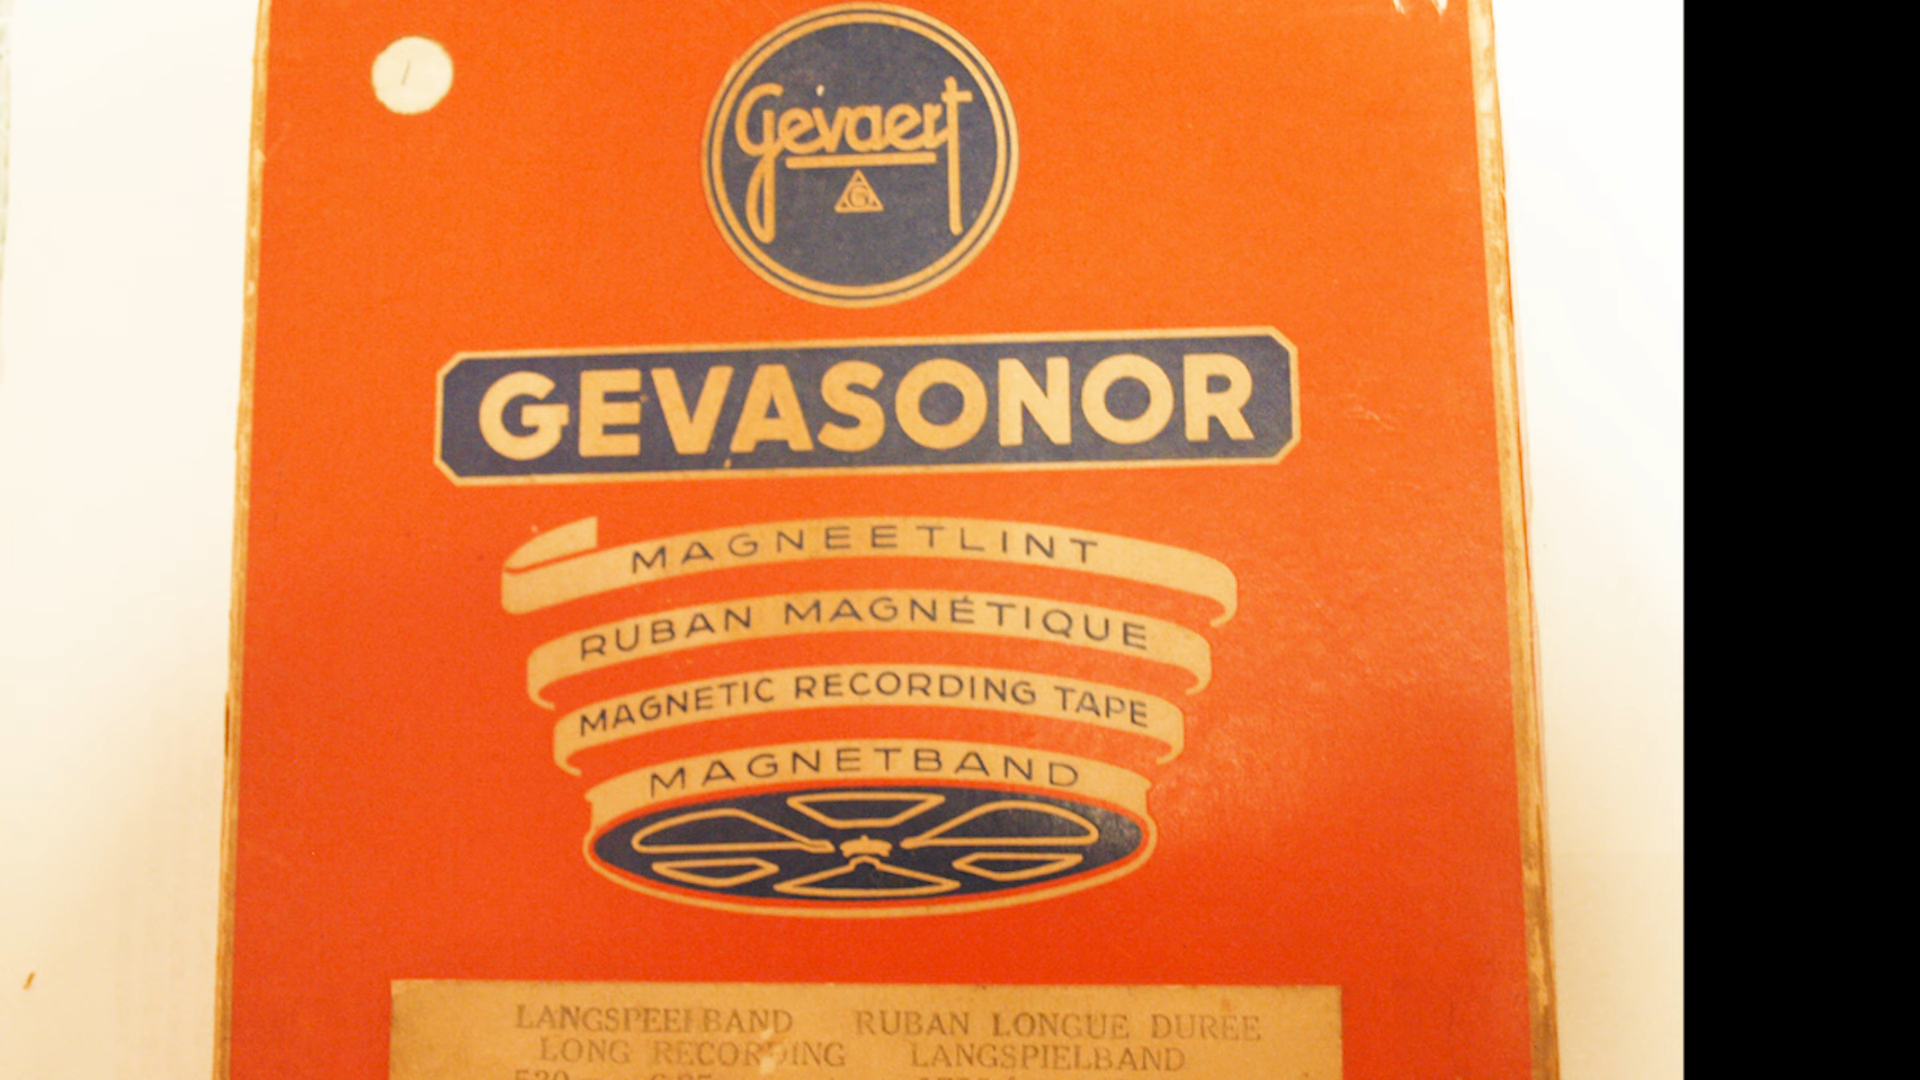 Gevaert
G
GEVASONOR
MAGNEETLINT
RUBAN MAGNÉTIQUE
MAGNETIC RECORDING TAPE
MAGNETBAND
LANGSPEELBAND RUBAN LONGUE DUREE
LONG RECORDING LANGSPIELBAND